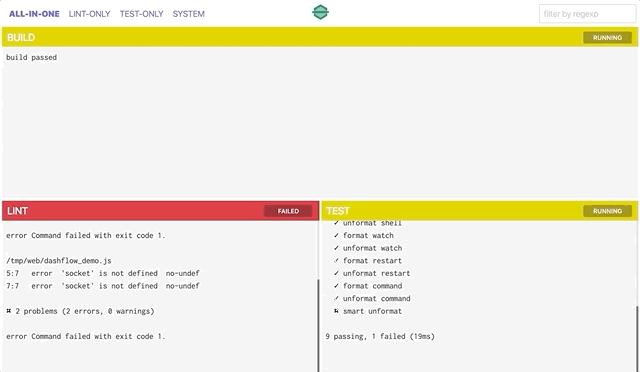 ALL-IN-ONE LINT-ONLY TEST-ONLY SYSTEM filter by regexp
BUILD RUNNING
build passed
LINT FAILED
error Command failed with exit code 1.
/tmp/web/dashflow_demo.js
5:7 error 'socket' is not defined no-undef
7:7 error 'socket' is not defined no-undef
✖ 2 problems (2 errors, 0 warnings)
error Command failed with exit code 1.
TEST RUNNING
✓ unformat shell
✓ format watch
✓ unformat watch
✓ format restart
✓ unformat restart
✓ format command
✓ unformat command
✖ smart unformat
9 passing, 1 failed (19ms)